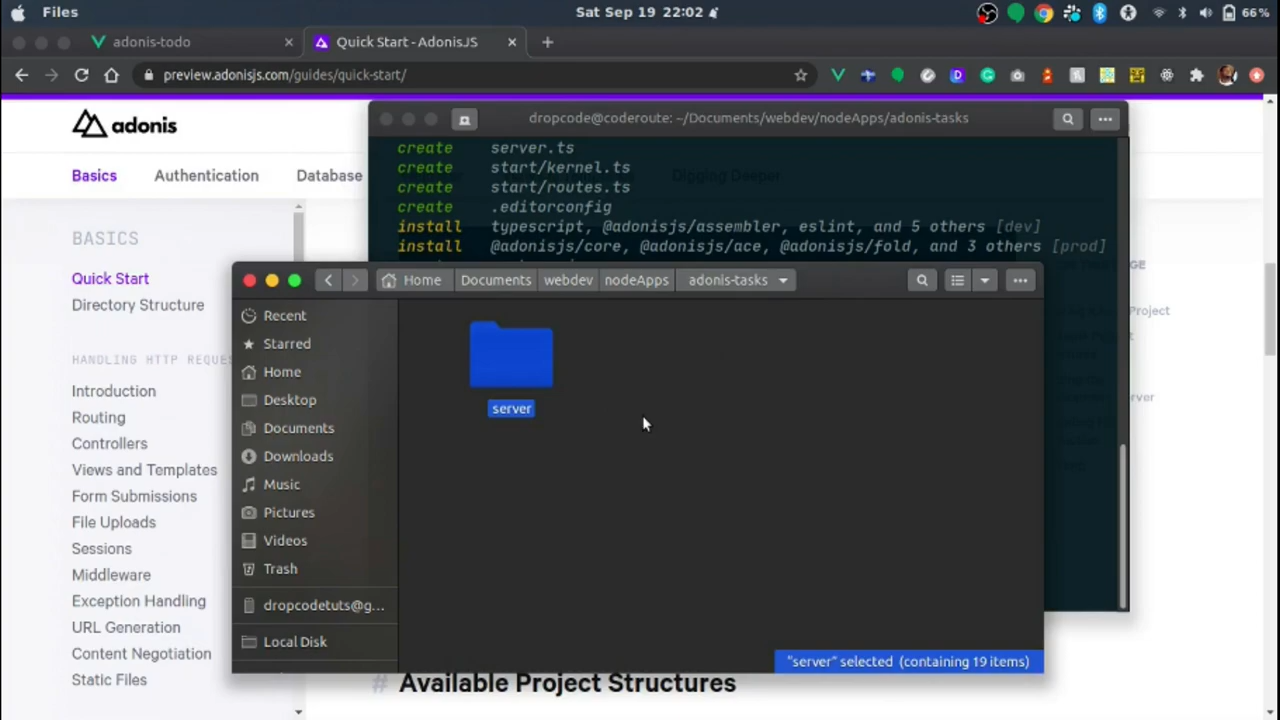 Files
Sat Sep 19 22:02
66%
adonis-todo
Quick Start - AdonisJS
preview.adonisjs.com/guides/quick-start/
adonis
Basics
Authentication
Database
Digging Deeper
BASICS
Quick Start
Directory Structure
HANDLING HTTP REQUE
Introduction
Routing
Controllers
Views and Templates
Form Submissions
File Uploads
Sessions
Middleware
Exception Handling
URL Generation
Content Negotiation
Static Files
dropcode@coderoute: ~/Documents/webdev/nodeApps/adonis-tasks
create server.ts
create start/kernel.ts
create start/routes.ts
create .editorconfig
install typescript, @adonisjs/assembler, eslint, and 5 others [dev]
install @adonisjs/core, @adonisjs/ace, @adonisjs/fold, and 3 others [prod]
Home
Documents
webdev
nodeApps
adonis-tasks
Recent
Starred
Home
Desktop
Documents
Downloads
Music
Pictures
Videos
Trash
dropcodetuts@g...
Local Disk
server
"server" selected (containing 19 items)
# Available Project Structures